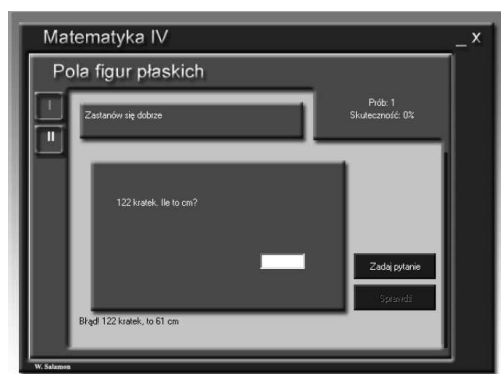 Matematyka IV
_ x
Pola figur płaskich
I
II
Zastanów się dobrze
Prób: 1
Skuteczność: 0%
122 kratek. Ile to cm?
Zadaj pytanie
Sprawdź
Błąd! 122 kratek, to 61 cm
W. Salamon